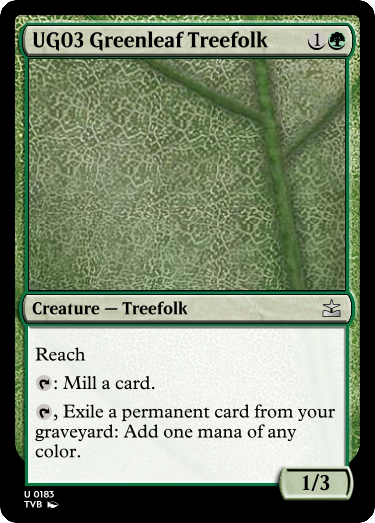 UG03 Greenleaf Treefolk 1
Creature — Treefolk
Reach
: Mill a card.
, Exile a permanent card from your
graveyard: Add one mana of any
color.
1/3
U 0183
TVB